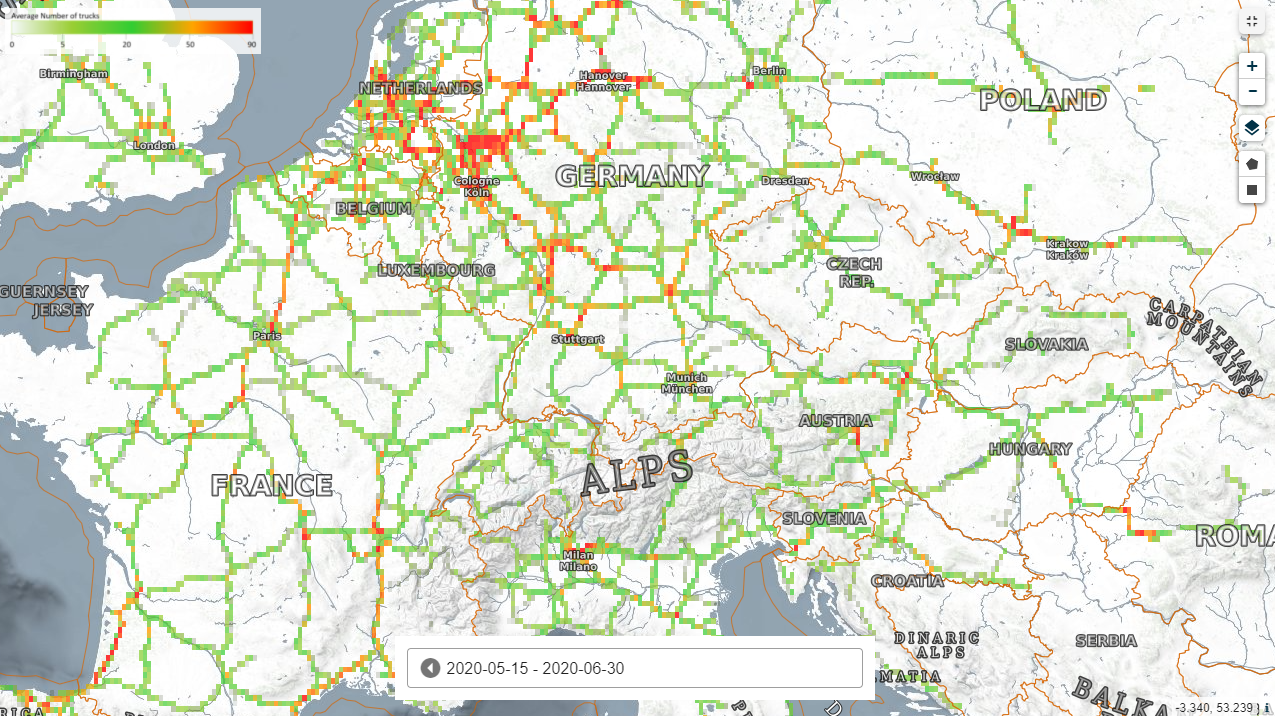 Average Number of trucks
0 5 20 50 90
Birmingham
London
NETHERLANDS
Hanover
Hannover
Berlin
POLAND
Cologne
Köln
GERMANY
Dresden
Wrocław
BELGIUM
LUXEMBOURG
CZECH
REP.
Krakow
Kraków
GUERNSEY
JERSEY
Paris
Stuttgart
SLOVAKIA
CARPATHIAN
MOUNTAINS
Munich
München
AUSTRIA
HUNGARY
FRANCE
ALPS
SLOVENIA
ROMA
Milan
Milano
CROATIA
DINARIC
ALPS
SERBIA
MATIA
BALKA
2020-05-15 - 2020-06-30
-3.340, 53.239